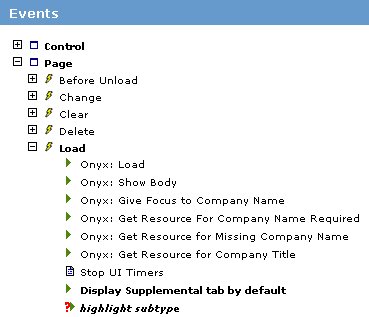 Events
Control
Page
Before Unload
Change
Clear
Delete
Load
Onyx: Load
Onyx: Show Body
Onyx: Give Focus to Company Name
Onyx: Get Resource For Company Name Required
Onyx: Get Resource for Missing Company Name
Onyx: Get Resource for Company Title
Stop UI Timers
Display Supplemental tab by default
highlight subtype